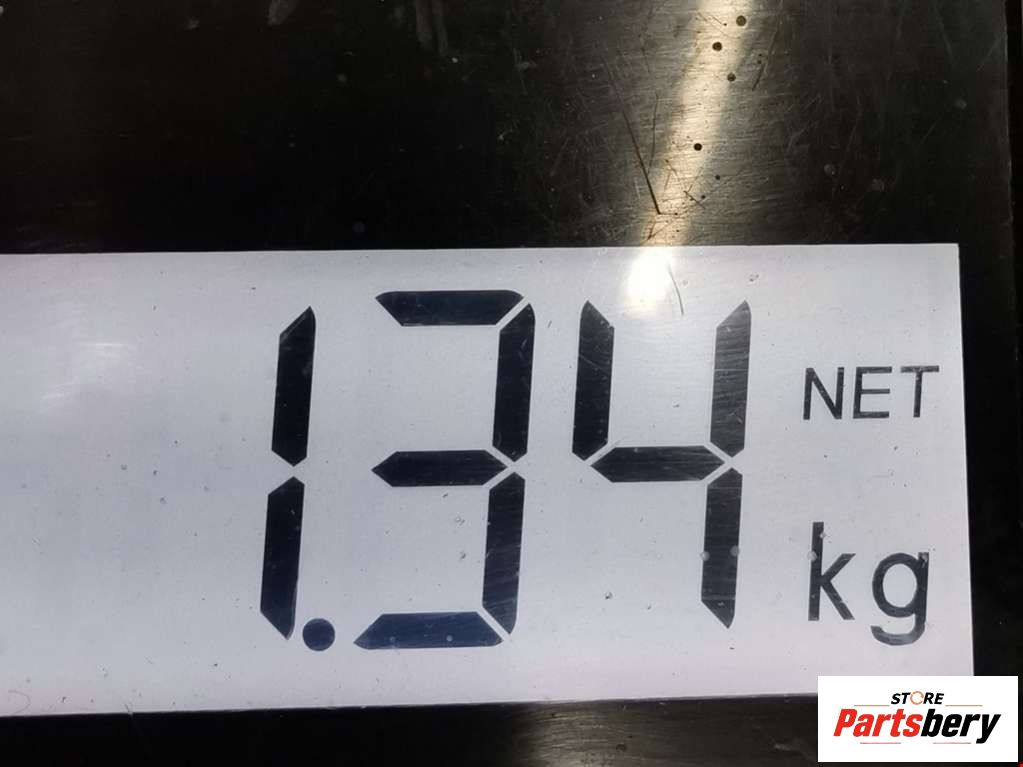 1.34
NET
kg
STORE
Partsbery